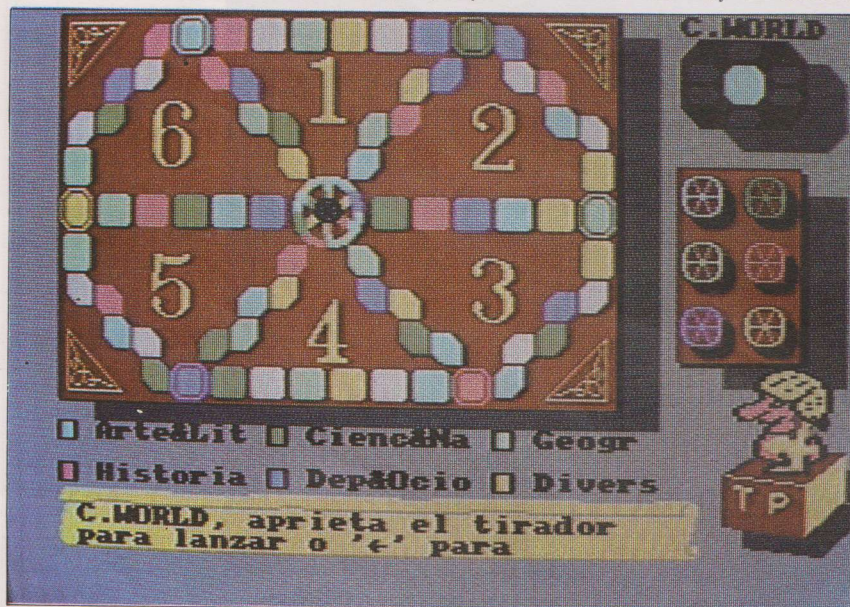 C.WORLD
1
6
2
5
3
4
Arte&Lit Cienc&Na Geogr
Historia Dep&Ocio Divers
TP
C.WORLD, aprieta el tirador
para lanzar o '←' para